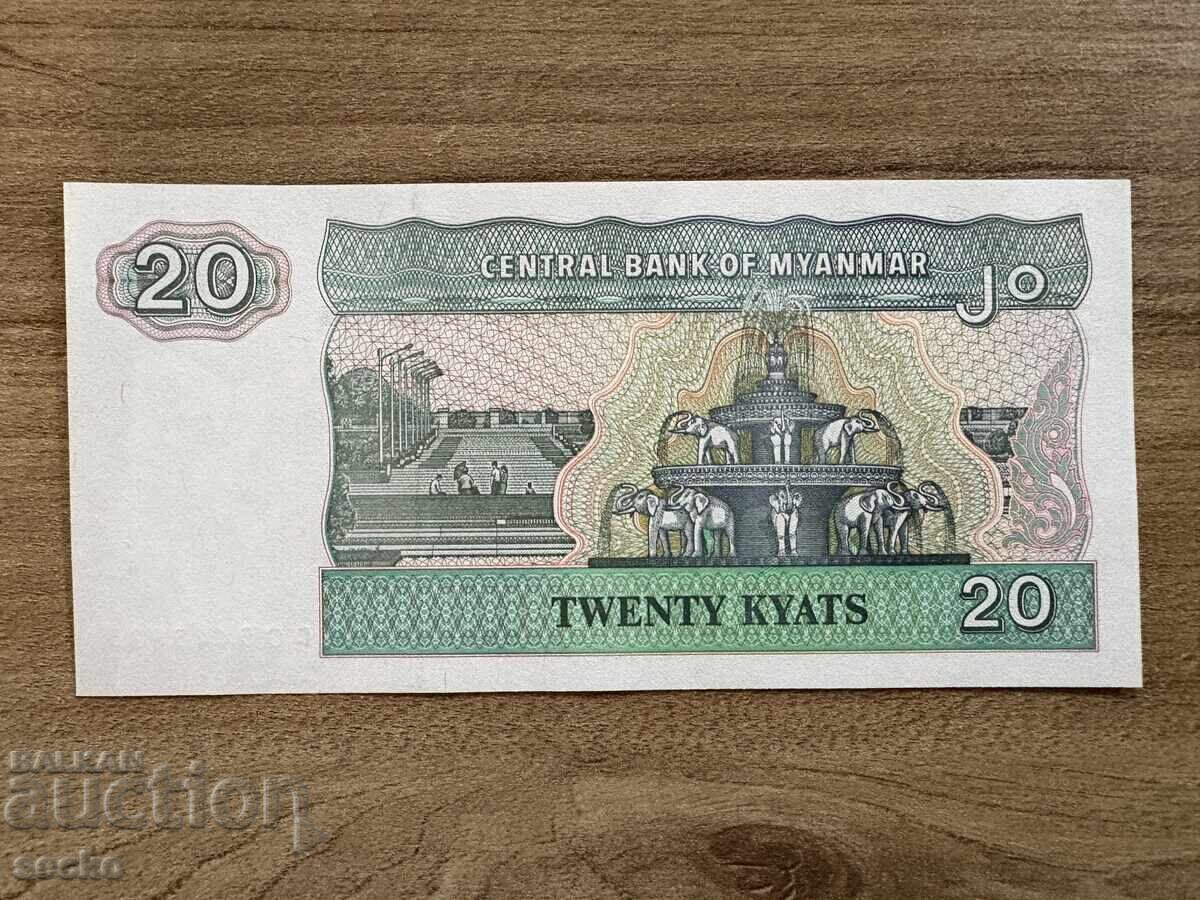 20
CENTRAL BANK OF MYANMAR
၂၀
TWENTY KYATS
20
BALKAN
auction
secko